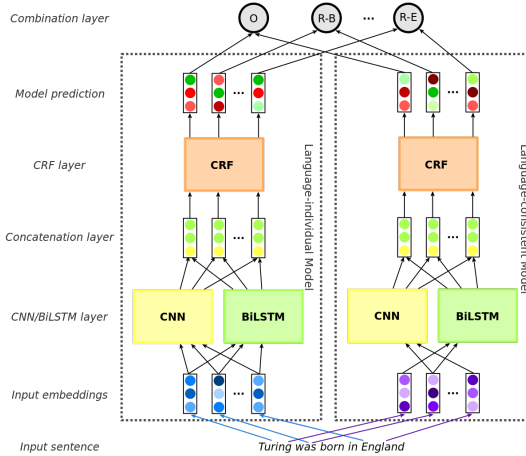 Combination layer O R-B ... R-E
Model prediction ... ...
CRF layer CRF CRF
Language-individual Model
Language-consistent Model
Concatenation layer ... ...
CNN/BiLSTM layer CNN BiLSTM CNN BiLSTM
Input embeddings ... ...
Input sentence Turing was born in England